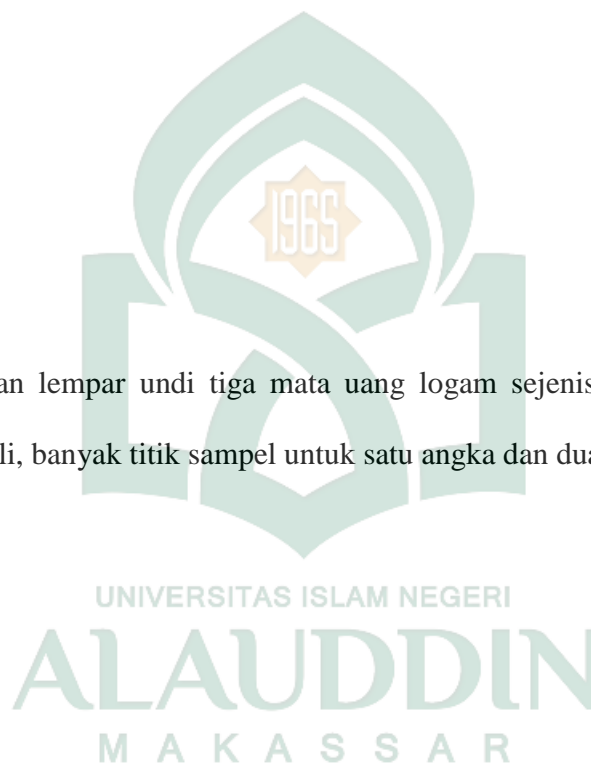 1965
an lempar undi tiga mata uang logam sejenis
li, banyak titik sampel untuk satu angka dan dua
UNIVERSITAS ISLAM NEGERI
ALAUDDIN
MAKASSAR